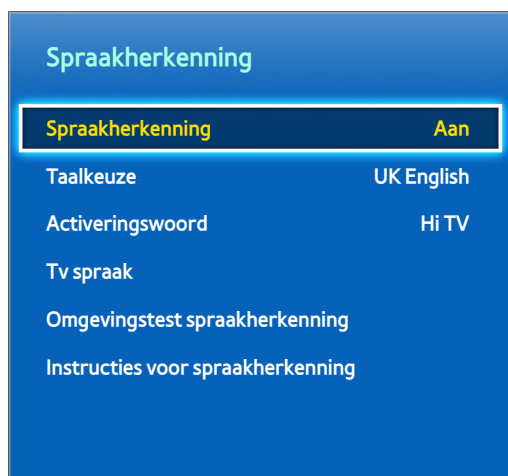 Spraakherkenning
Spraakherkenning Aan
Taalkeuze UK English
Activeringswoord Hi TV
Tv spraak
Omgevingstest spraakherkenning
Instructies voor spraakherkenning